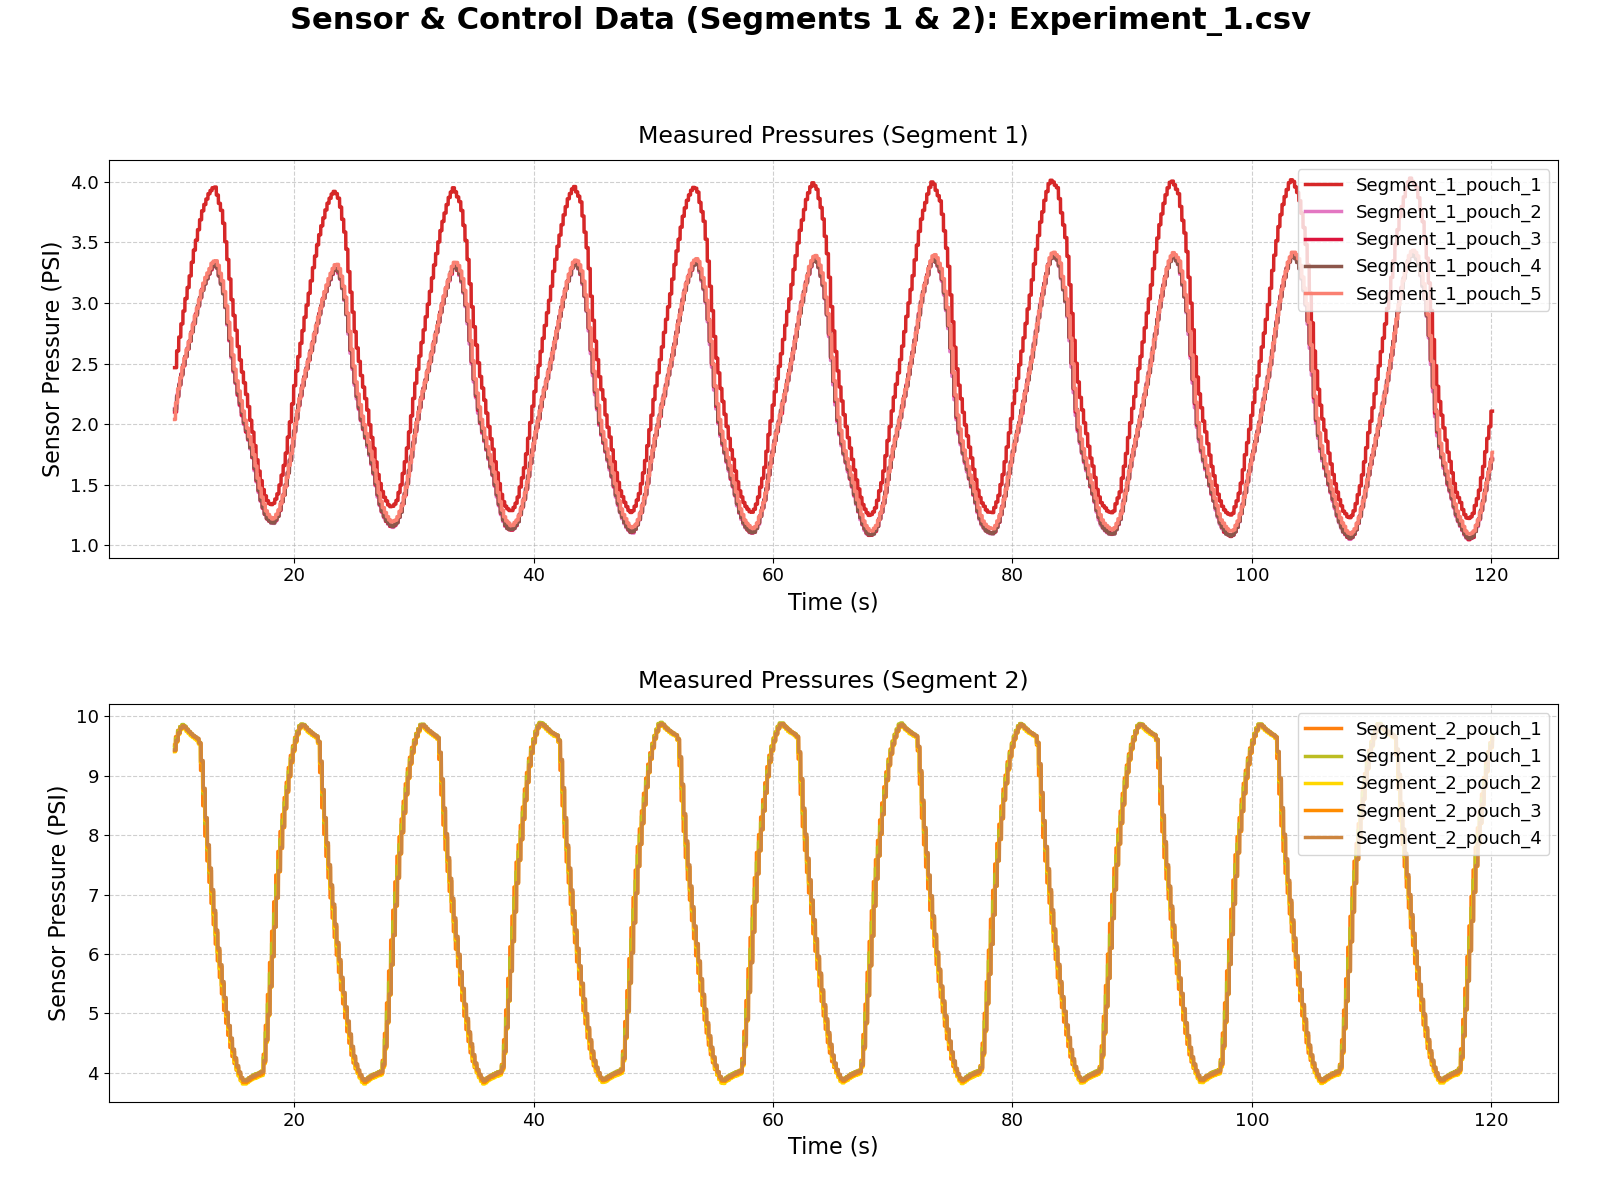 Sensor & Control Data (Segments 1 & 2): Experiment_1.csv
Measured Pressures (Segment 1)
Sensor Pressure (PSI)
4.0
3.5
3.0
2.5
2.0
1.5
1.0
Segment_1_pouch_1
Segment_1_pouch_2
Segment_1_pouch_3
Segment_1_pouch_4
Segment_1_pouch_5
20 40 60 80 100 120
Time (s)
Measured Pressures (Segment 2)
Sensor Pressure (PSI)
10
9
8
7
6
5
4
Segment_2_pouch_1
Segment_2_pouch_1
Segment_2_pouch_2
Segment_2_pouch_3
Segment_2_pouch_4
20 40 60 80 100 120
Time (s)